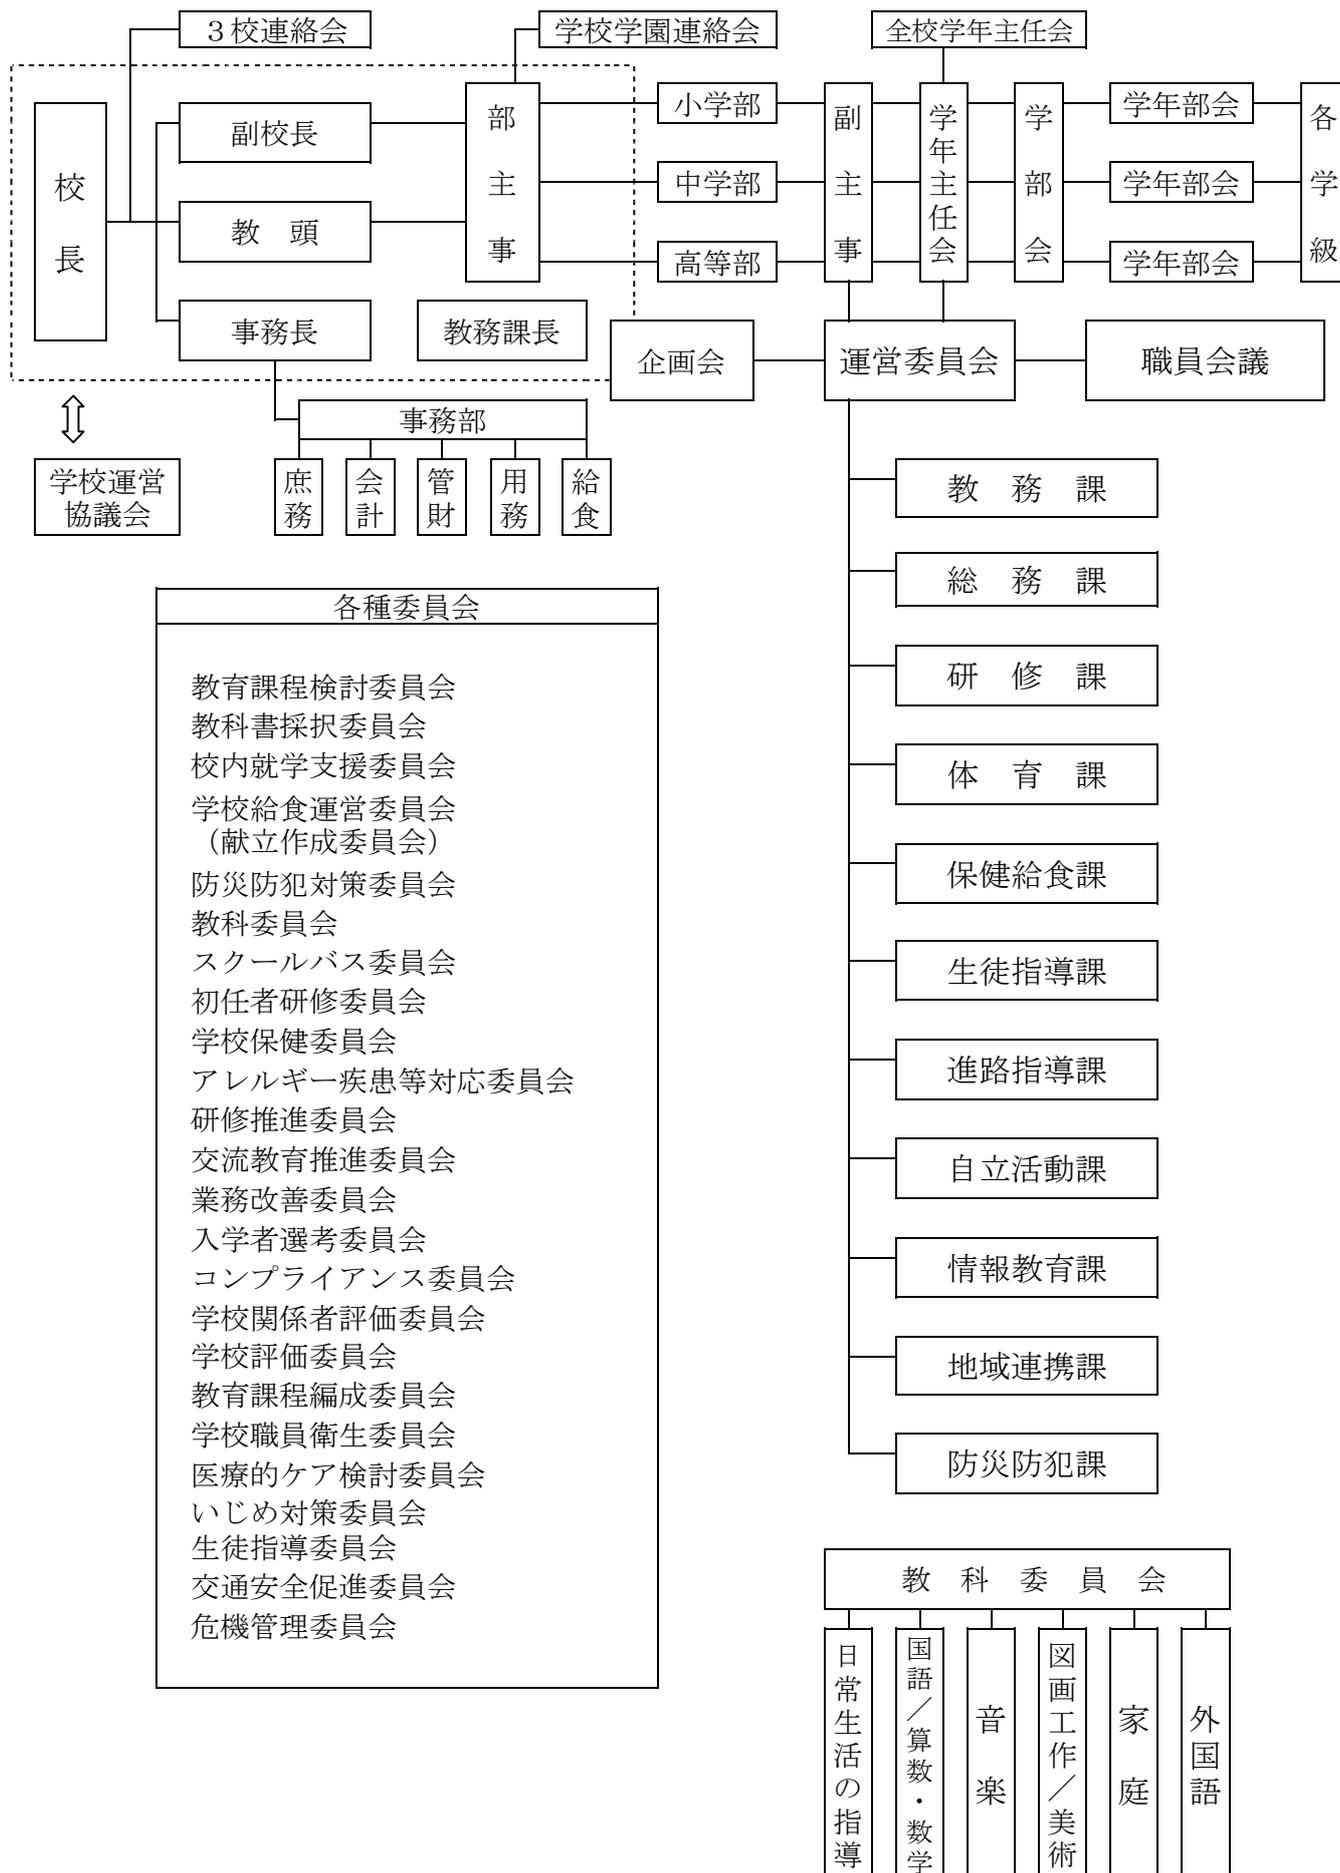 ３校連絡会
学校学園連絡会
全校学年主任会
校長
副校長
教　頭
事務長
部主事
教務課長
小学部
中学部
高等部
副主事
学年主任会
学部会
学年部会
学年部会
学年部会
各学級
企画会
運営委員会
職員会議
事務部
庶務
会計
管財
用務
給食
学校運営
協議会
教　務　課
総　務　課
研　修　課
体　育　課
保健給食課
生徒指導課
進路指導課
自立活動課
情報教育課
地域連携課
防災防犯課
各種委員会
教育課程検討委員会
教科書採択委員会
校内就学支援委員会
学校給食運営委員会
（献立作成委員会）
防災防犯対策委員会
教科委員会
スクールバス委員会
初任者研修委員会
学校保健委員会
アレルギー疾患等対応委員会
研修推進委員会
交流教育推進委員会
業務改善委員会
入学者選考委員会
コンプライアンス委員会
学校関係者評価委員会
学校評価委員会
教育課程編成委員会
学校職員衛生委員会
医療的ケア検討委員会
いじめ対策委員会
生徒指導委員会
交通安全促進委員会
危機管理委員会
教　科　委　員　会
日常生活の指導
国語／算数・数学
音楽
図画工作／美術
家庭
外国語